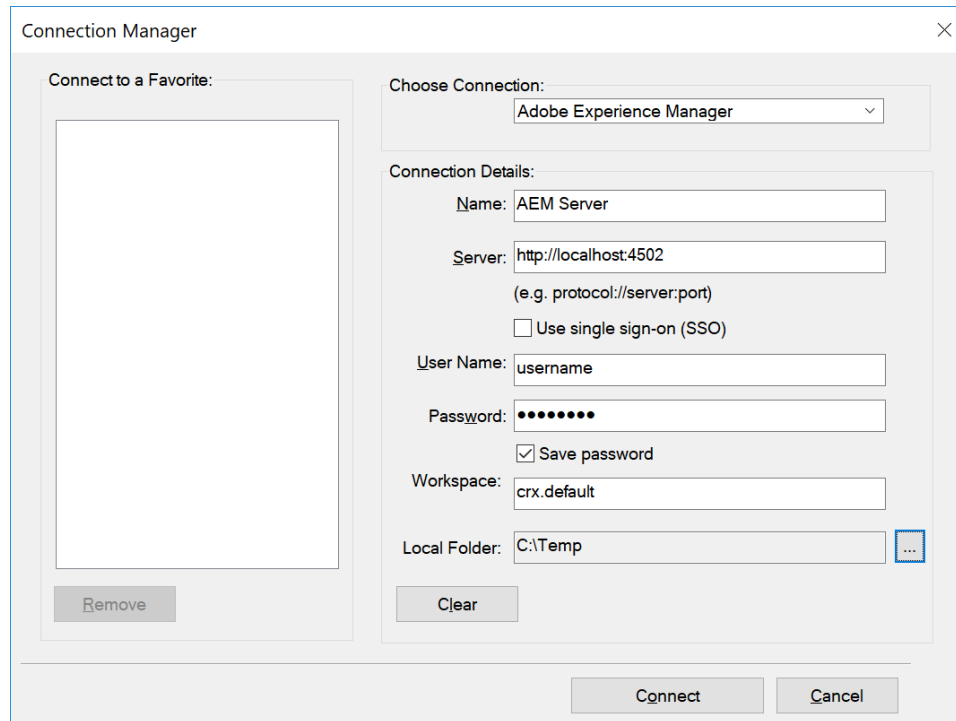 Connection Manager
Connect to a Favorite:
Remove
Choose Connection:
Adobe Experience Manager
Connection Details:
Name: AEM Server
Server: http://localhost:4502
(e.g. protocol://server:port)
Use single sign-on (SSO)
User Name: username
Password: ●●●●●●●●
Save password
Workspace: crx.default
Local Folder: C:\Temp ...
Clear
Connect Cancel